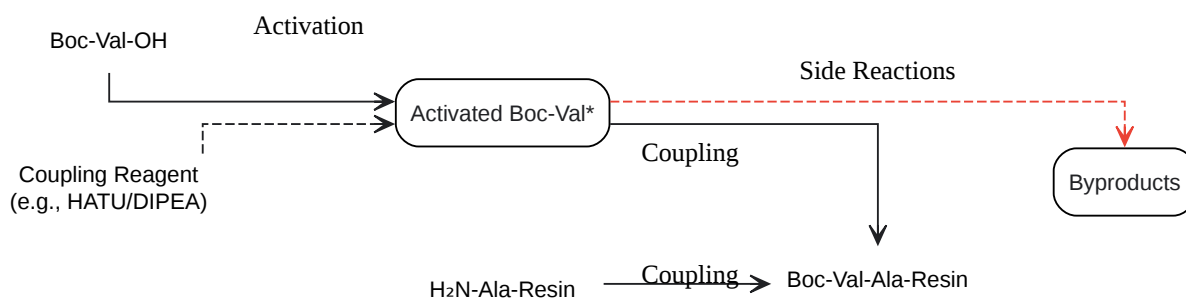 Activation
Boc-Val-OH
Side Reactions
Activated Boc-Val*
Coupling
Coupling Reagent
(e.g., HATU/DIPEA)
Byproducts
Coupling
Boc-Val-Ala-Resin
H₂N-Ala-Resin